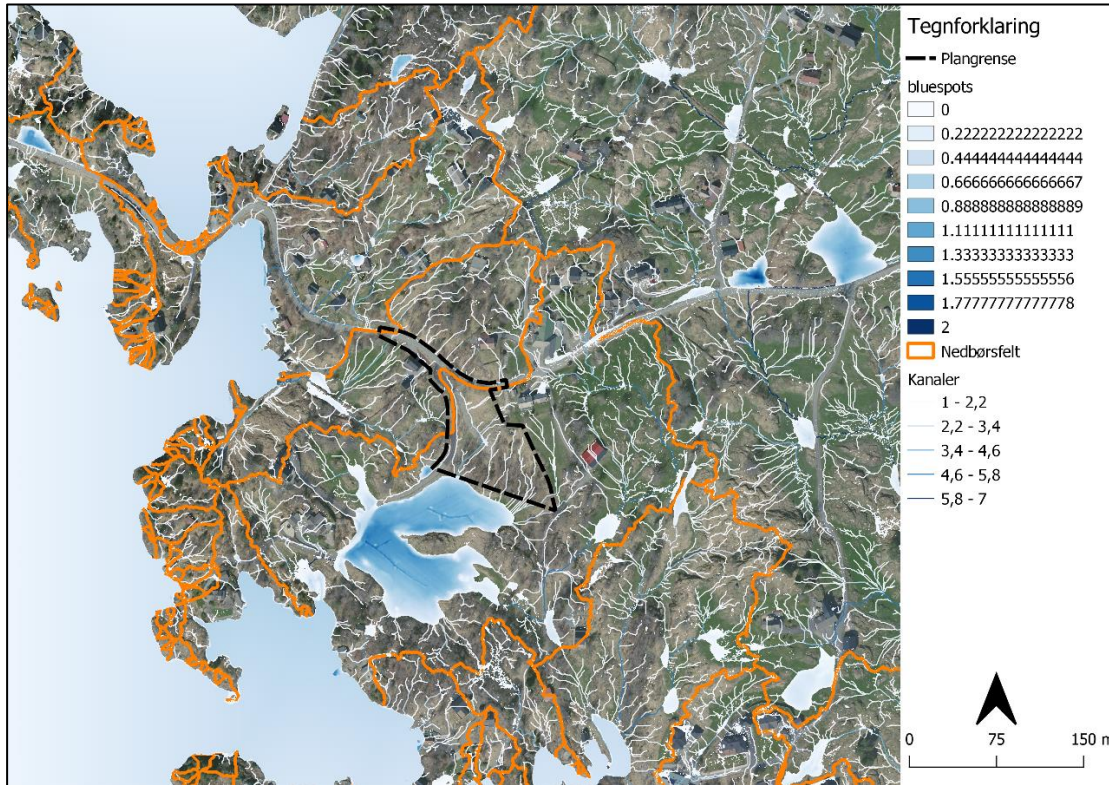 Tegnforklaring
Plangrense
bluespots
0
0.222222222222222
0.444444444444444
0.666666666666667
0.888888888888889
1.11111111111111
1.33333333333333
1.55555555555556
1.77777777777778
2
Nedbørsfelt
Kanaler
1 - 2,2
2,2 - 3,4
3,4 - 4,6
4,6 - 5,8
5,8 - 7
0 75 150 m